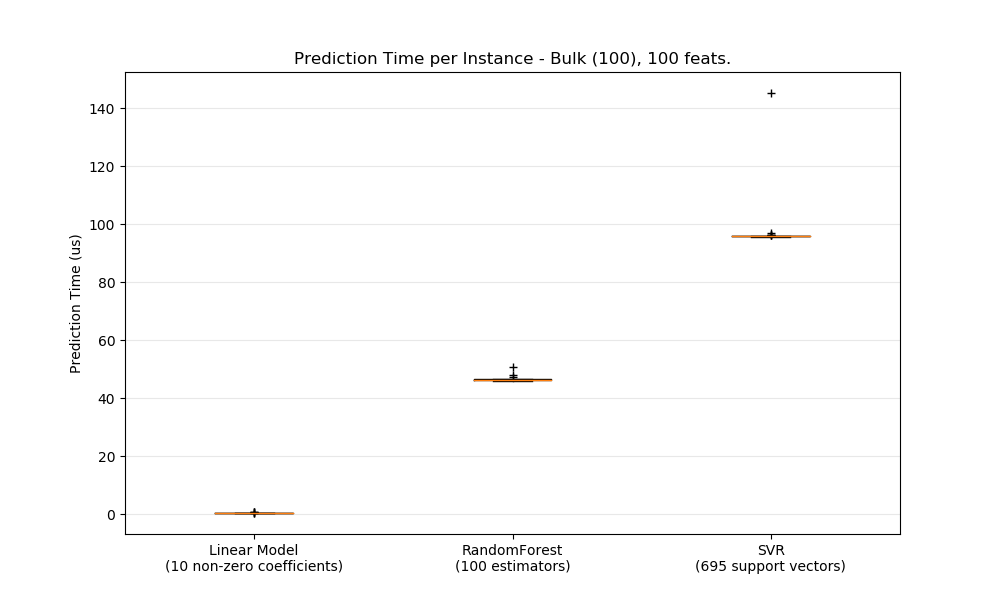 Prediction Time per Instance - Bulk (100), 100 feats.
Prediction Time (us)
140
120
100
80
60
40
20
0
Linear Model
(10 non-zero coefficients)
RandomForest
(100 estimators)
SVR
(695 support vectors)